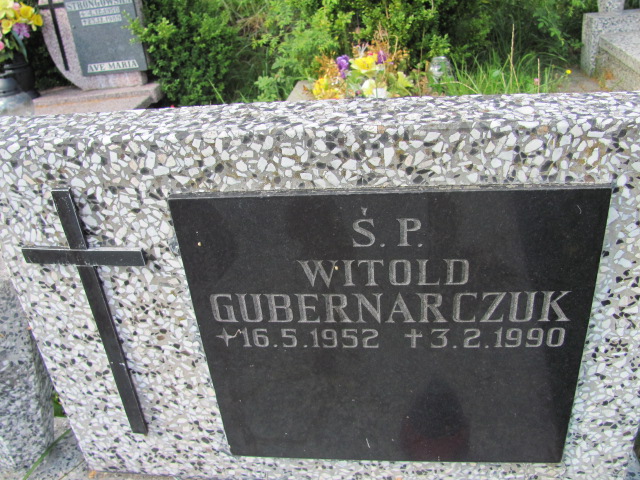 AVE MARIA
Ś. P.
WITOLD
GUBERNARCZUK
*16.5.1952 †3.2.1990